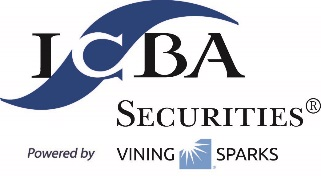 ICBA
SECURITIES®
Powered by VINING SPARKS